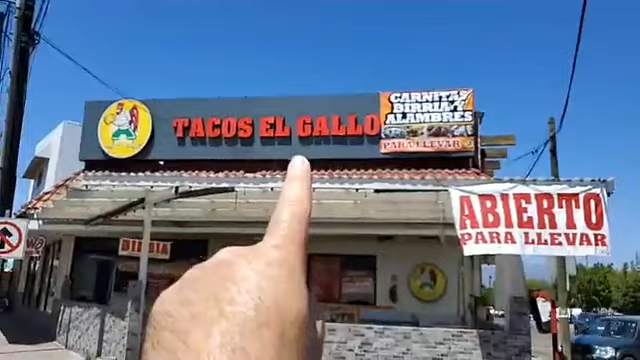 TACOS EL GALLO
CARNITAS
BIRRIA Y
ALAMBRES
PARA LLEVAR
ABIERTO
PARA LLEVAR
BIRRIA